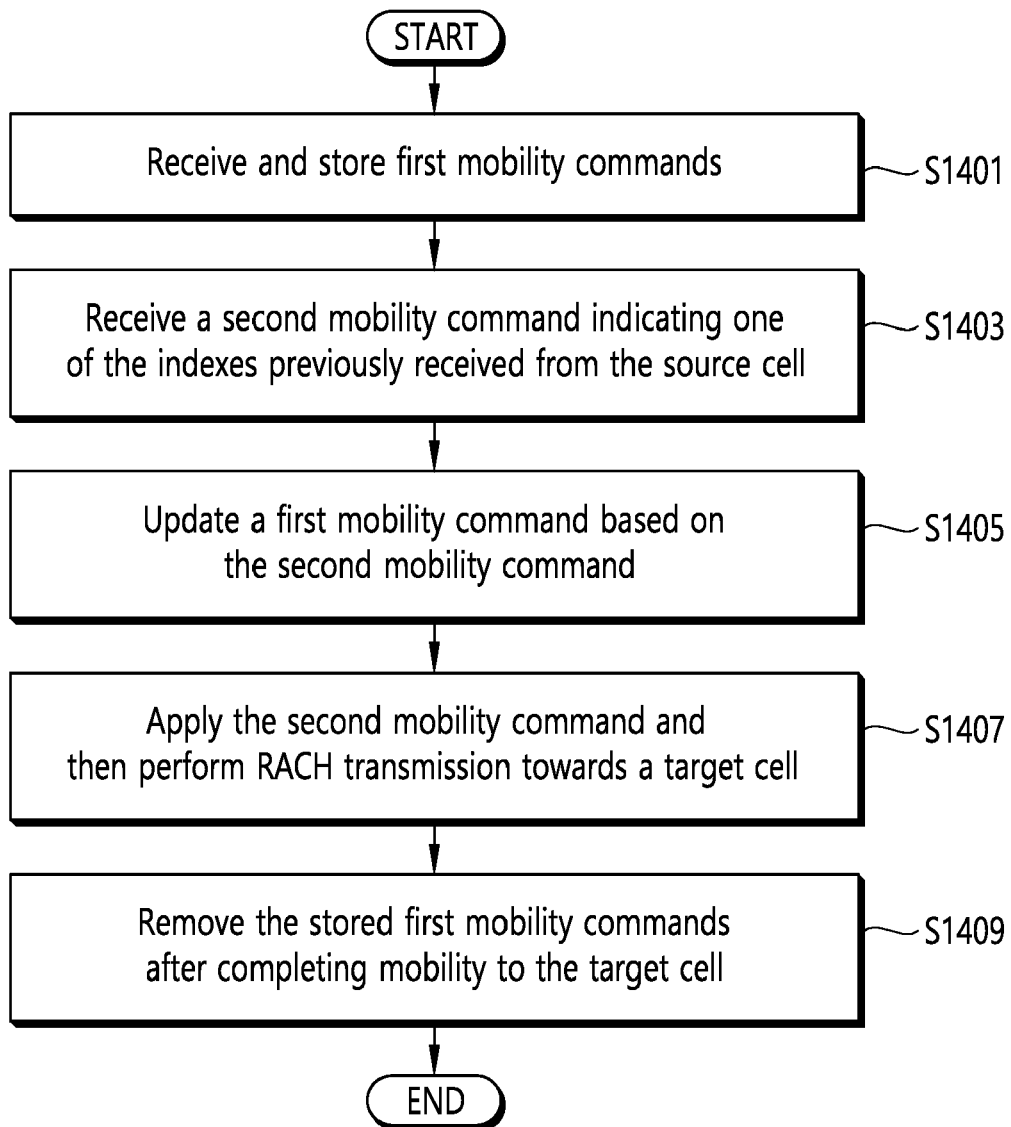 START
Receive and store first mobility commands
S1401
Receive a second mobility command indicating one
of the indexes previously received from the source cell
S1403
Update a first mobility command based on
the second mobility command
S1405
Apply the second mobility command and
then perform RACH transmission towards a target cell
S1407
Remove the stored first mobility commands
after completing mobility to the target cell
S1409
END